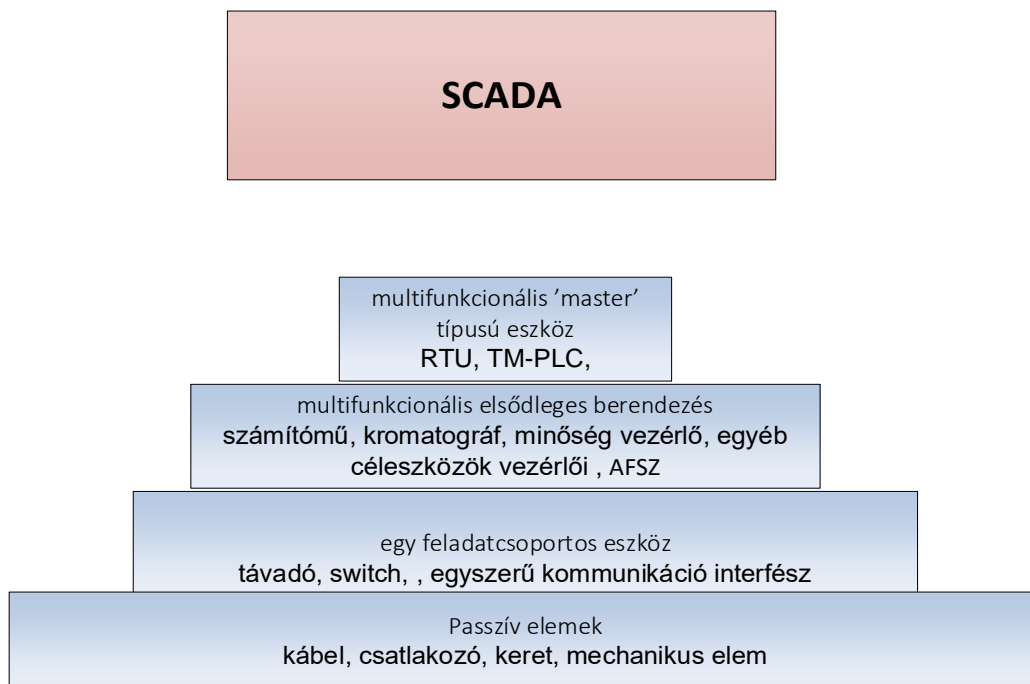 SCADA
multifunkcionális ’master’
típusú eszköz
RTU, TM-PLC,
multifunkcionális elsődleges berendezés
számítómű, kromatográf, minőség vezérlő, egyéb
céleszközök vezérlői , AFSZ
egy feladatcsoportos eszköz
távadó, switch, , egyszerű kommunikáció interfész
Passzív elemek
kábel, csatlakozó, keret, mechanikus elem